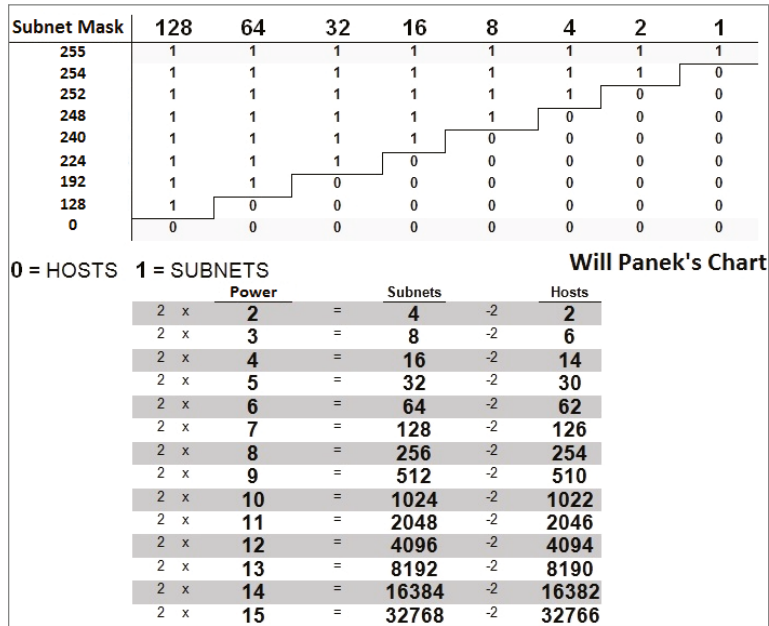 Subnet Mask 128 64 32 16 8 4 2 1
255 1 1 1 1 1 1 1 1
254 1 1 1 1 1 1 1 0
252 1 1 1 1 1 1 0 0
248 1 1 1 1 1 0 0 0
240 1 1 1 1 0 0 0 0
224 1 1 1 0 0 0 0 0
192 1 1 0 0 0 0 0 0
128 1 0 0 0 0 0 0 0
0 0 0 0 0 0 0 0 0
0 = HOSTS 1 = SUBNETS Will Panek's Chart
Power Subnets Hosts
2 x 2 = 4 -2 2
2 x 3 = 8 -2 6
2 x 4 = 16 -2 14
2 x 5 = 32 -2 30
2 x 6 = 64 -2 62
2 x 7 = 128 -2 126
2 x 8 = 256 -2 254
2 x 9 = 512 -2 510
2 x 10 = 1024 -2 1022
2 x 11 = 2048 -2 2046
2 x 12 = 4096 -2 4094
2 x 13 = 8192 -2 8190
2 x 14 = 16384 -2 16382
2 x 15 = 32768 -2 32766